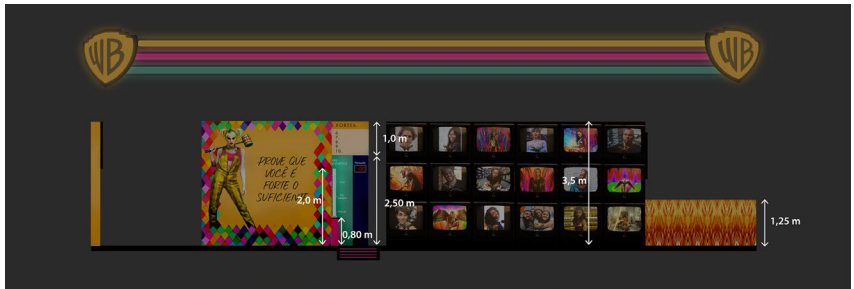 WB
WB
PROVE QUE
VOCÊ É
FORTE O
SUFICIENTE
FORTES
1,0 m
2,0 m
2,50 m
0,80 m
3,5 m
1,25 m